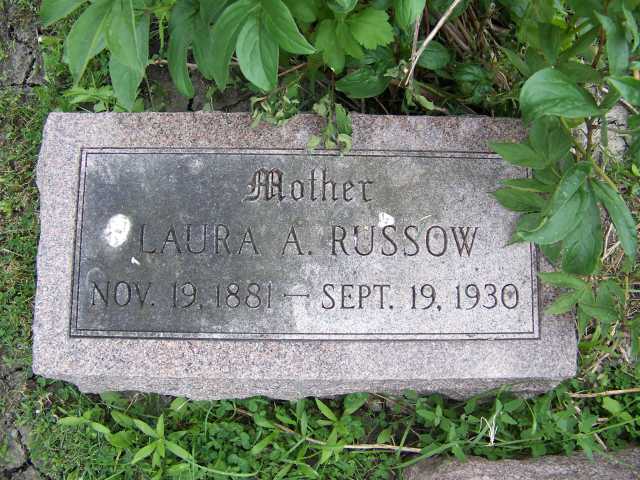 Mother
LAURA A. RUSSOW
NOV. 19, 1881 — SEPT. 19, 1930